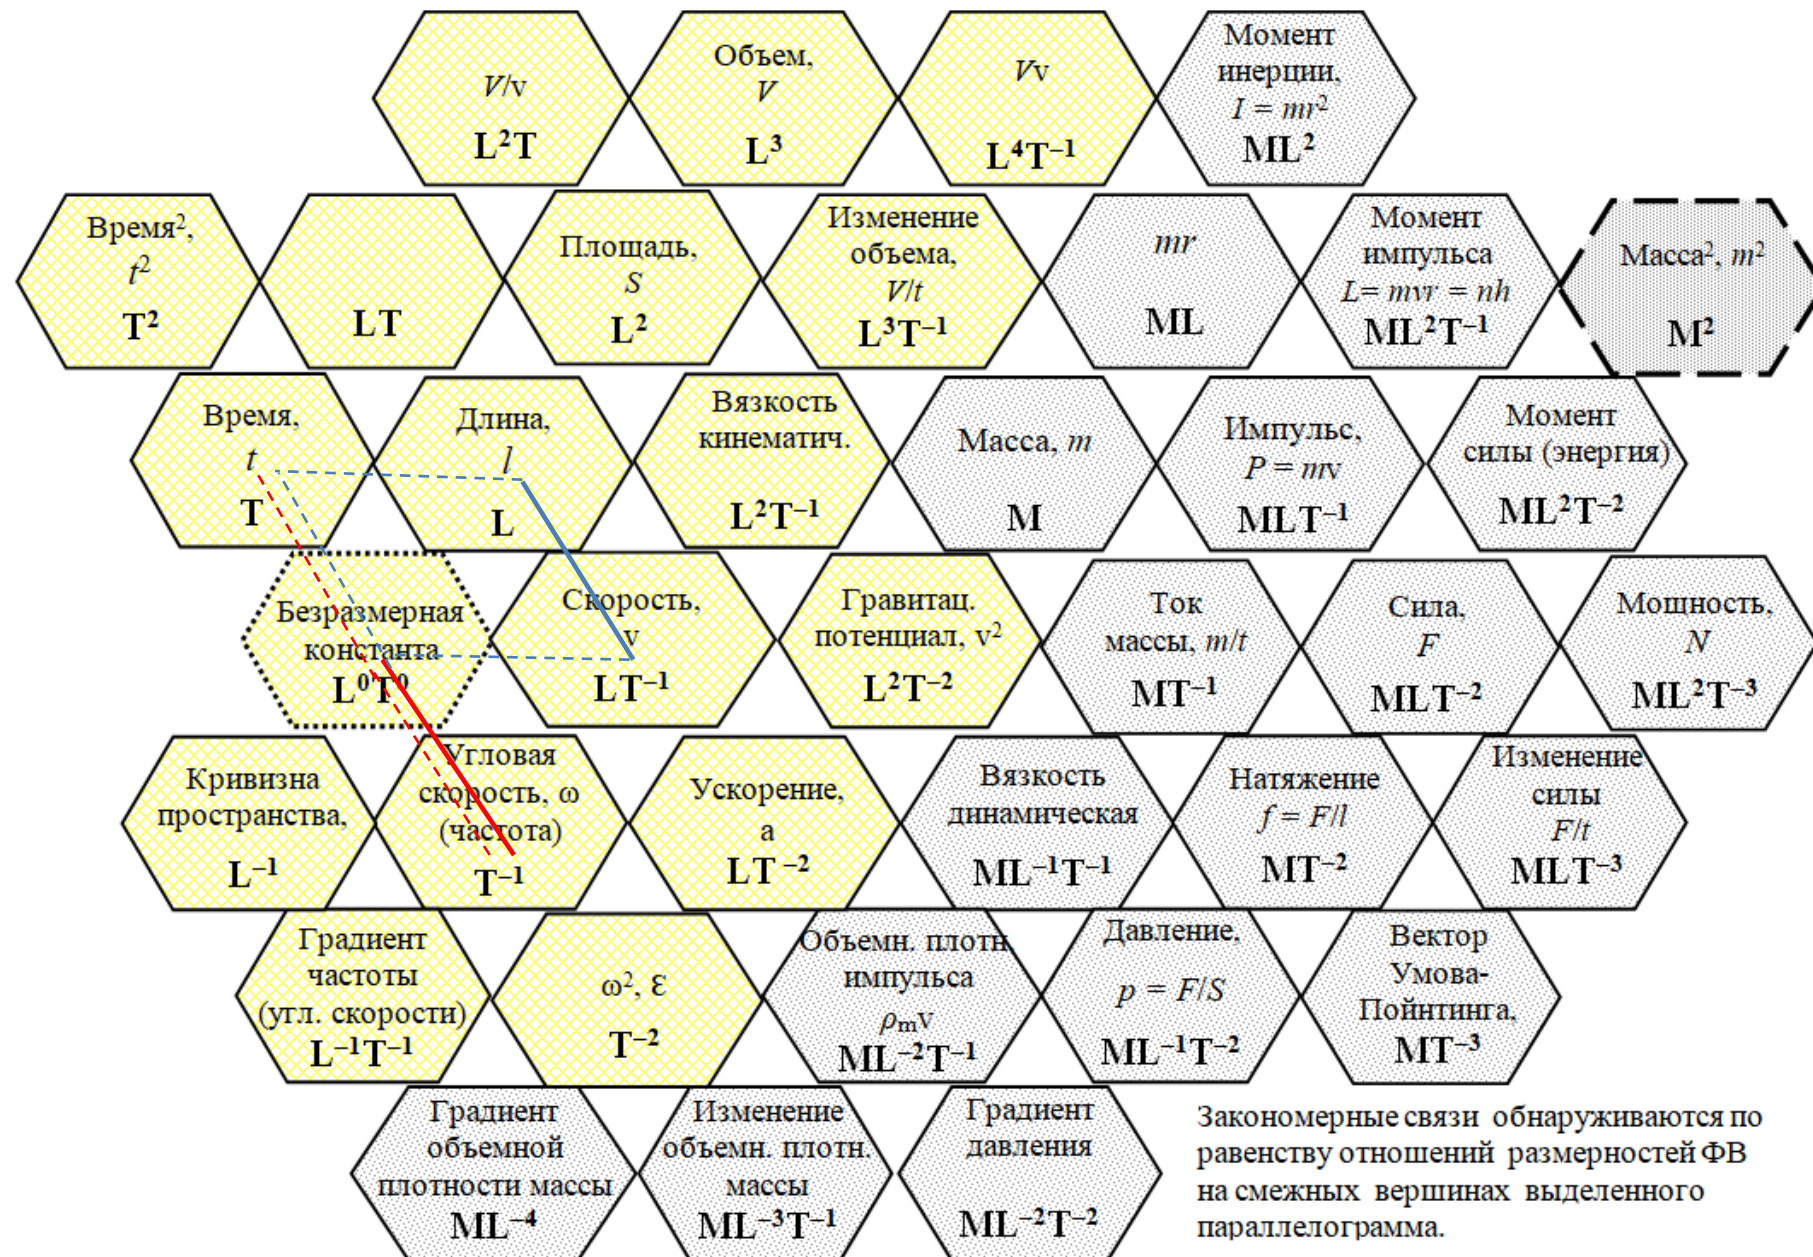 V/v
L²T
Объем,
V
L³
Vv
L⁴T⁻¹
Момент
инерции,
I = mr²
ML²
Время²,
t²
T²
LT
Площадь,
S
L²
Изменение
объема,
V/t
L³T⁻¹
mr
ML
Момент
импульса
L= mvr = nh
ML²T⁻¹
Масса², m²
M²
Время,
t
T
Длина,
l
L
Вязкость
кинематич.
L²T⁻¹
Масса, m
M
Импульс,
P = mv
MLT⁻¹
Момент
силы (энергия)
ML²T⁻²
Безразмерная
константа
L⁰T⁰
Скорость,
v
LT⁻¹
Гравитац.
потенциал, v²
L²T⁻²
Ток
массы, m/t
MT⁻¹
Сила,
F
MLT⁻²
Мощность,
N
ML²T⁻³
Кривизна
пространства,
L⁻¹
Угловая
скорость, ω
(частота)
T⁻¹
Ускорение,
a
LT⁻²
Вязкость
динамическая
ML⁻¹T⁻¹
Натяжение
f = F/l
MT⁻²
Изменение
силы
F/t
MLT⁻³
Градиент
частоты
(угл. скорости)
L⁻¹T⁻¹
ω², Ɛ
T⁻²
Объемн. плотн
импульса
ρₘv
ML⁻²T⁻¹
Давление,
p = F/S
ML⁻¹T⁻²
Вектор
Умова-
Пойнтинга,
MT⁻³
Градиент
объемной
плотности массы
ML⁻⁴
Изменение
объемн. плотн.
массы
ML⁻³T⁻¹
Градиент
давления
ML⁻²T⁻²
Закономерные связи обнаруживаются по
равенству отношений размерностей ФВ
на смежных вершинах выделенного
параллелограмма.